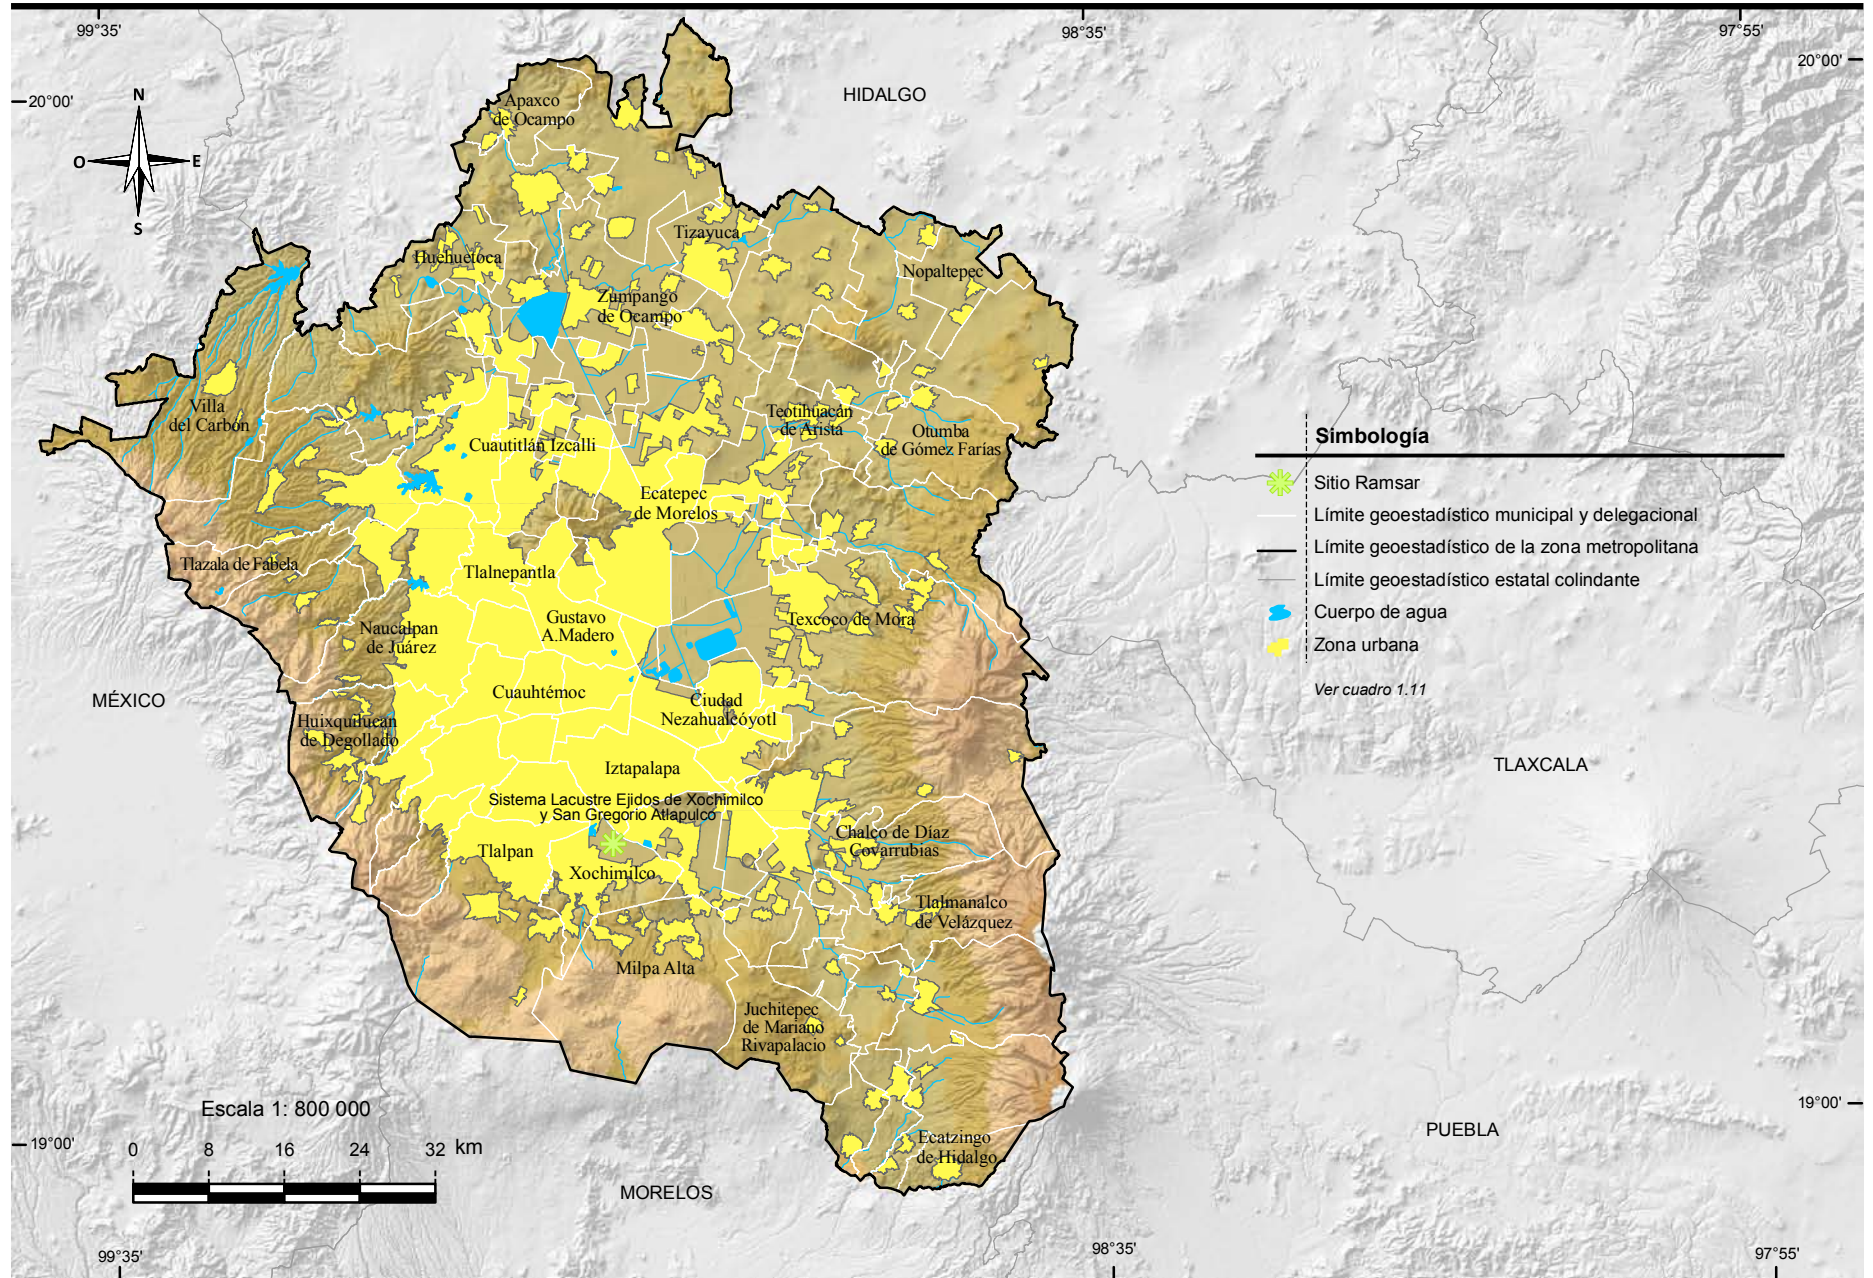 99°35'
98°35'
97°55'
20°00'
20°00'
HIDALGO
N
O
E
S
Apaxco
de Ocampo
Tizayuca
Huehuetoca
Nopaltepec
Zumpango
de Ocampo
Villa
del Carbón
Teotihuacán
de Arista
Otumba
de Gómez Farías
Cuautitlán Izcalli
Ecatepec
de Morelos
Tlazala de Fabela
Tlalnepantla
Gustavo
A.Madero
Texcoco de Mora
Naucalpan
de Juárez
Cuauhtémoc
Ciudad
Nezahualcóyotl
MÉXICO
Huixquilucan
de Degollado
Iztapalapa
Sistema Lacustre Ejidos de Xochimilco
y San Gregorio Atlapulco
Tlalpan
Xochimilco
Chalco de Díaz
Covarrubias
Tlalmanalco
de Velázquez
Milpa Alta
Juchitepec
de Mariano
Rivapalacio
Ecatzingo
de Hidalgo
Simbología
Sitio Ramsar
Límite geoestadístico municipal y delegacional
Límite geoestadístico de la zona metropolitana
Límite geoestadístico estatal colindante
Cuerpo de agua
Zona urbana
Ver cuadro 1.11
TLAXCALA
PUEBLA
MORELOS
Escala 1: 800 000
0 8 16 24 32 km
19°00'
19°00'
99°35'
98°35'
97°55'